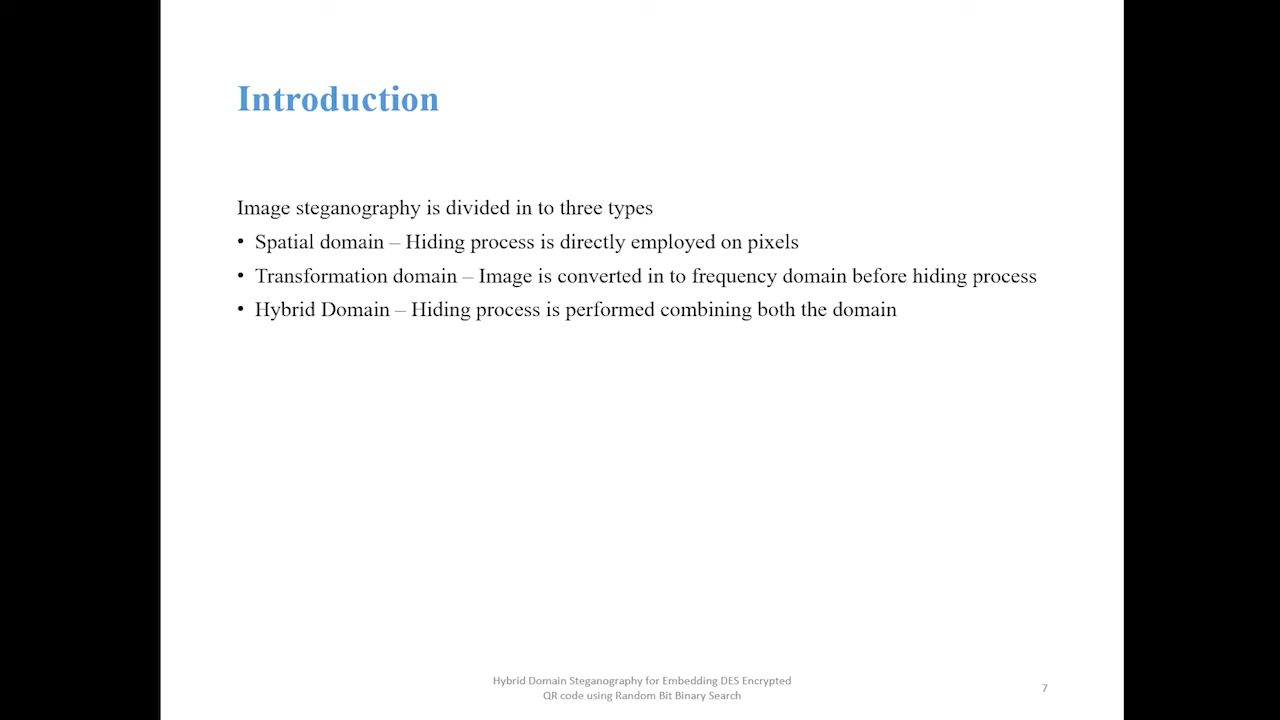 Introduction
Image steganography is divided in to three types
• Spatial domain – Hiding process is directly employed on pixels
• Transformation domain – Image is converted in to frequency domain before hiding process
• Hybrid Domain – Hiding process is performed combining both the domain
Hybrid Domain Steganography for Embedding DES Encrypted
QR code using Random Bit Binary Search
7